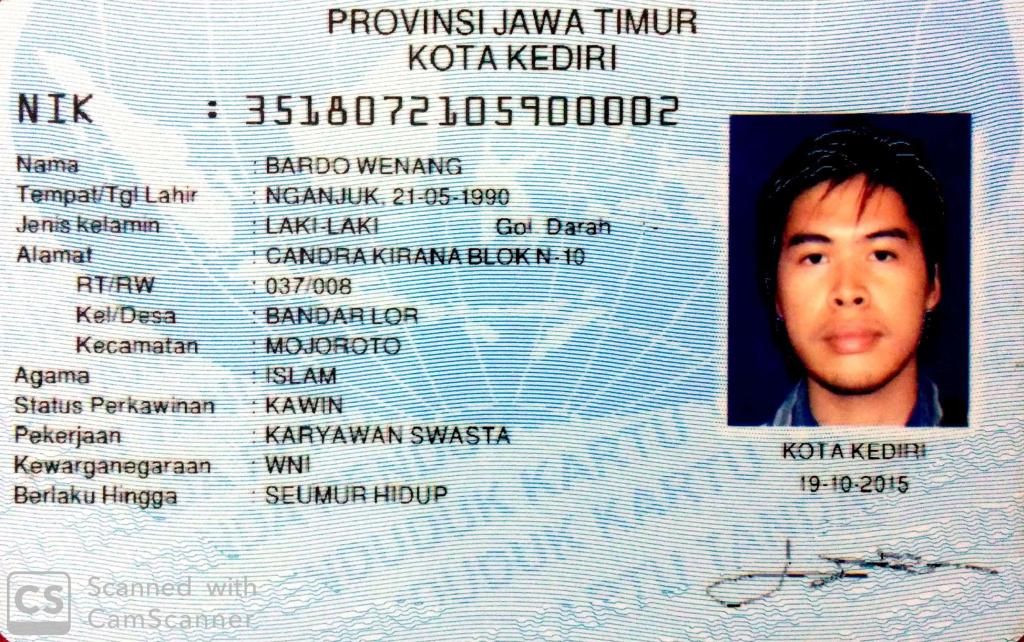 PROVINSI JAWA TIMUR
KOTA KEDIRI
NIK : 3518072105900002
Nama : BARDO WENANG
Tempat/Tgl Lahir : NGANJUK, 21-05-1990
Jenis kelamin : LAKI-LAKI Gol. Darah : -
Alamat : CANDRA KIRANA BLOK N-10
RT/RW : 037/008
Kel/Desa : BANDAR LOR
Kecamatan : MOJOROTO
Agama : ISLAM
Status Perkawinan : KAWIN
Pekerjaan : KARYAWAN SWASTA
Kewarganegaraan : WNI
Berlaku Hingga : SEUMUR HIDUP
KOTA KEDIRI
19-10-2015
CS Scanned with
CamScanner